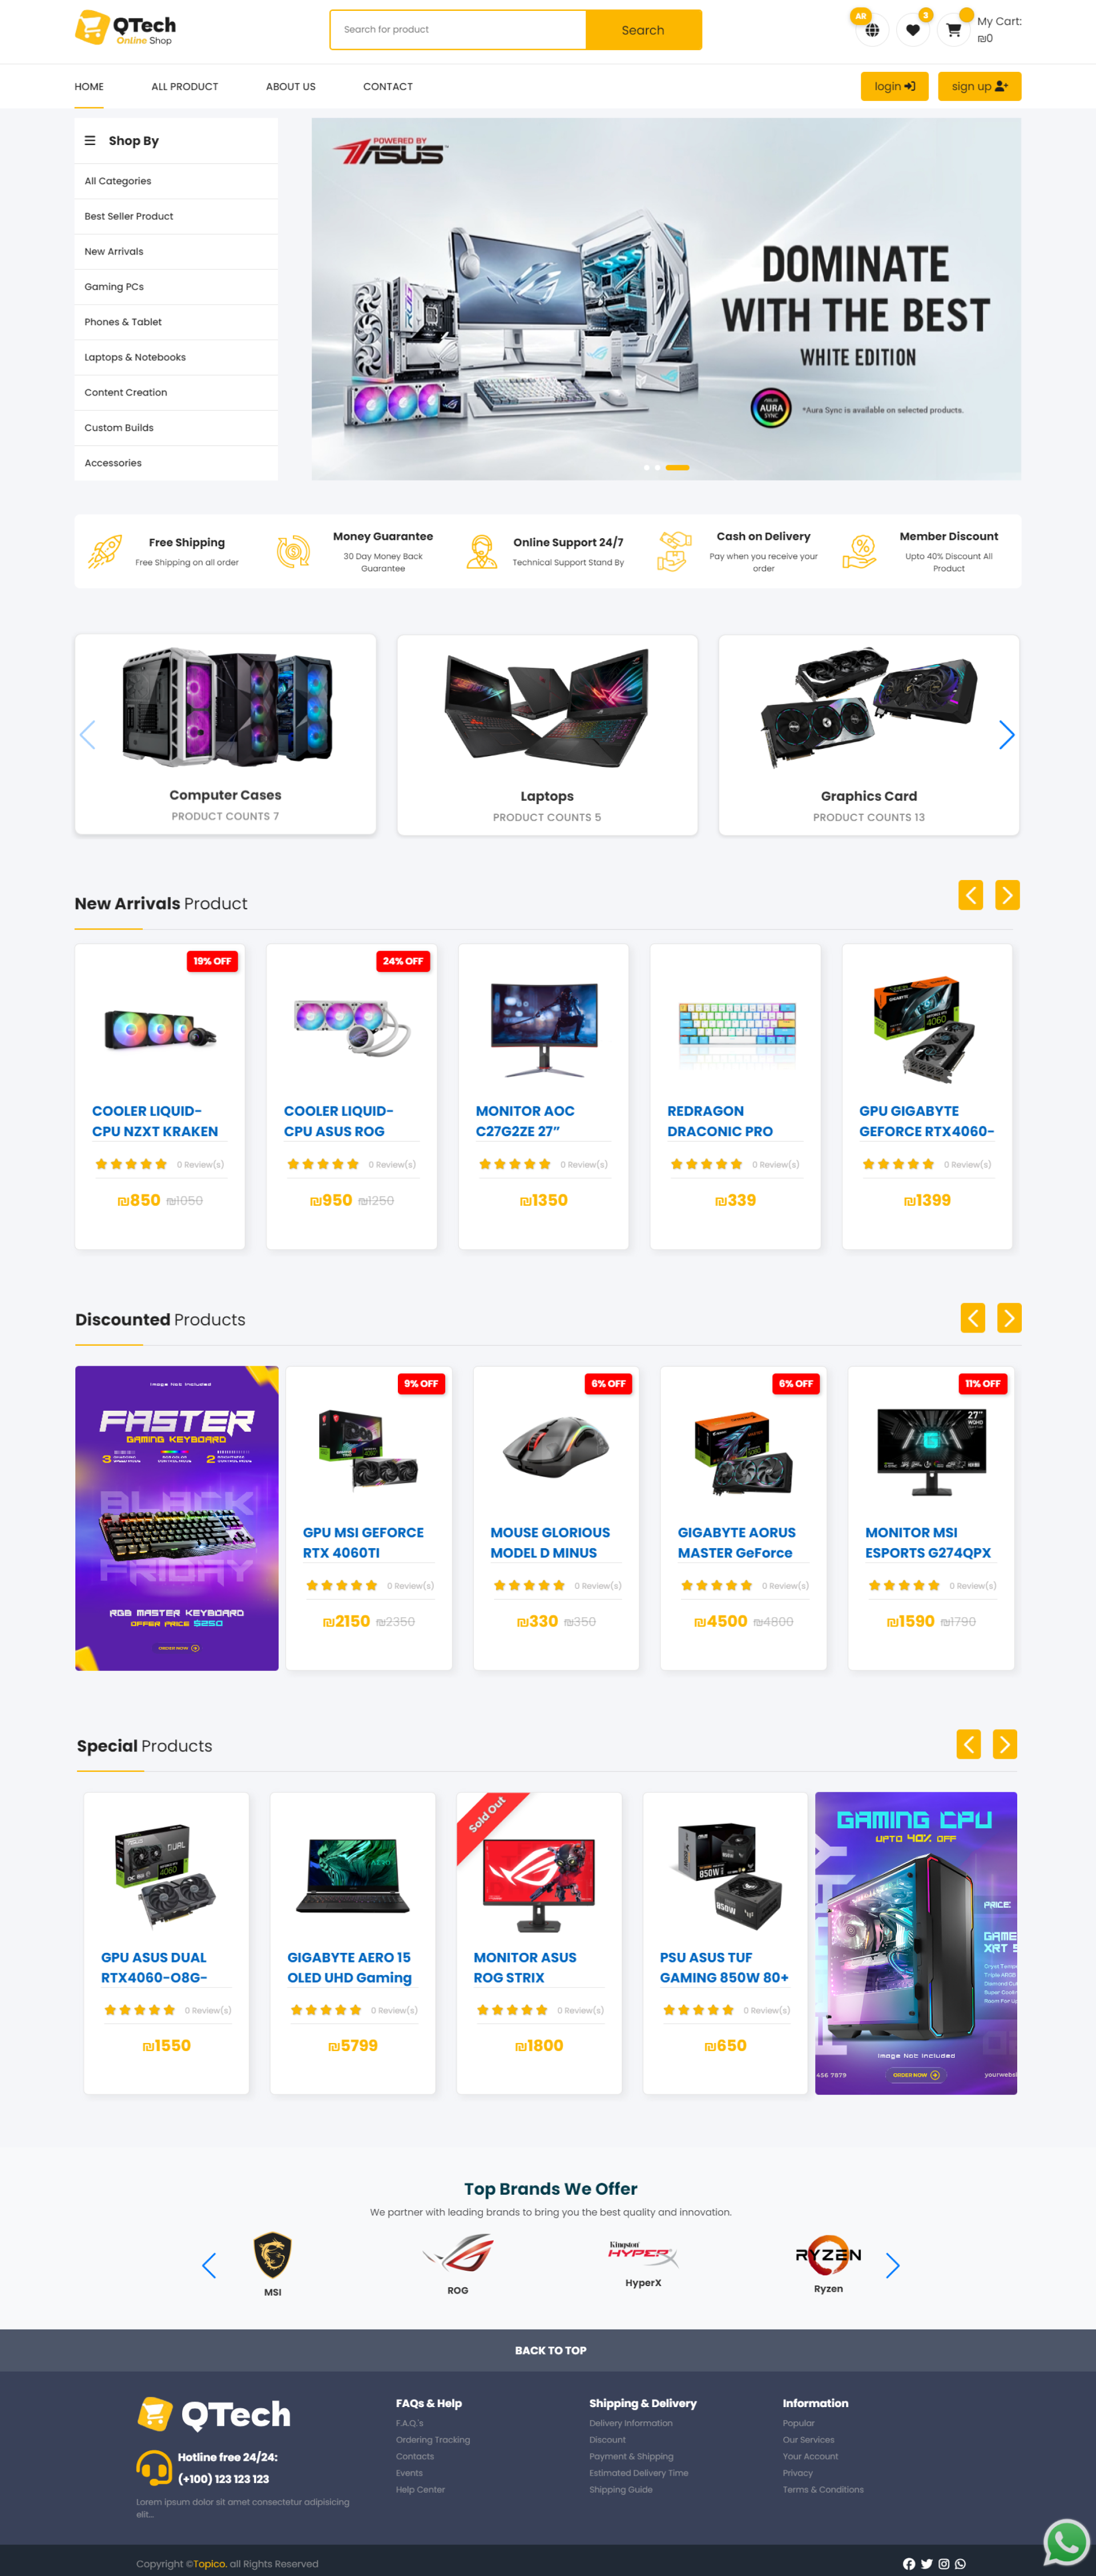 QTech
Online Shop
Search for product
Search
AR
3
My Cart:
₪0
HOME
ALL PRODUCT
ABOUT US
CONTACT
login
sign up
Shop By
All Categories
Best Seller Product
New Arrivals
Gaming PCs
Phones & Tablet
Laptops & Notebooks
Content Creation
Custom Builds
Accessories
POWERED BY
ASUS
DOMINATE
WITH THE BEST
WHITE EDITION
AURA
SYNC
*Aura Sync is available on selected products.
Free Shipping
Free Shipping on all order
Money Guarantee
30 Day Money Back
Guarantee
Online Support 24/7
Technical Support Stand By
Cash on Delivery
Pay when you receive your
order
Member Discount
Upto 40% Discount All
Product
Computer Cases
PRODUCT COUNTS 7
Laptops
PRODUCT COUNTS 5
Graphics Card
PRODUCT COUNTS 13
New Arrivals Product
19% OFF
COOLER LIQUID-
CPU NZXT KRAKEN
0 Review(s)
₪850 ₪1050
24% OFF
COOLER LIQUID-
CPU ASUS ROG
0 Review(s)
₪950 ₪1250
MONITOR AOC
C27G2ZE 27”
0 Review(s)
₪1350
REDRAGON
DRACONIC PRO
0 Review(s)
₪339
GIGABYTE
4060
GPU GIGABYTE
GEFORCE RTX4060-
0 Review(s)
₪1399
Discounted Products
Image Not Included
FASTER
GAMING KEYBOARD
3
2
BLACK
FRIDAY
RGB MASTER KEYBOARD
OFFER PRICE $250
ORDER NOW
9% OFF
GPU MSI GEFORCE
RTX 4060TI
0 Review(s)
₪2150 ₪2350
6% OFF
MOUSE GLORIOUS
MODEL D MINUS
0 Review(s)
₪330 ₪350
6% OFF
GIGABYTE AORUS
MASTER GeForce
0 Review(s)
₪4500 ₪4800
11% OFF
27"
WQHD
MONITOR MSI
ESPORTS G274QPX
0 Review(s)
₪1590 ₪1790
Special Products
DUAL
4060
GPU ASUS DUAL
RTX4060-O8G-
0 Review(s)
₪1550
AERO
GIGABYTE AERO 15
OLED UHD Gaming
0 Review(s)
₪5799
Sold Out
MONITOR ASUS
ROG STRIX
0 Review(s)
₪1800
850W
850W
PSU ASUS TUF
GAMING 850W 80+
0 Review(s)
₪650
GAMING CPU
UPTO 40% OFF
PRICE
GAME
XRT 5
Image Not Included
456 7879
ORDER NOW
yourwebsi
Top Brands We Offer
We partner with leading brands to bring you the best quality and innovation.
MSI
ROG
Kingston
HYPERX
HyperX
RYZEN
Ryzen
BACK TO TOP
QTech
Hotline free 24/24:
(+100) 123 123 123
Lorem ipsum dolor sit amet consectetur adipisicing
elit...
FAQs & Help
F.A.Q.'s
Ordering Tracking
Contacts
Events
Help Center
Shipping & Delivery
Delivery Information
Discount
Payment & Shipping
Estimated Delivery Time
Shipping Guide
Information
Popular
Our Services
Your Account
Privacy
Terms & Conditions
Copyright ©Topico. all Rights Reserved